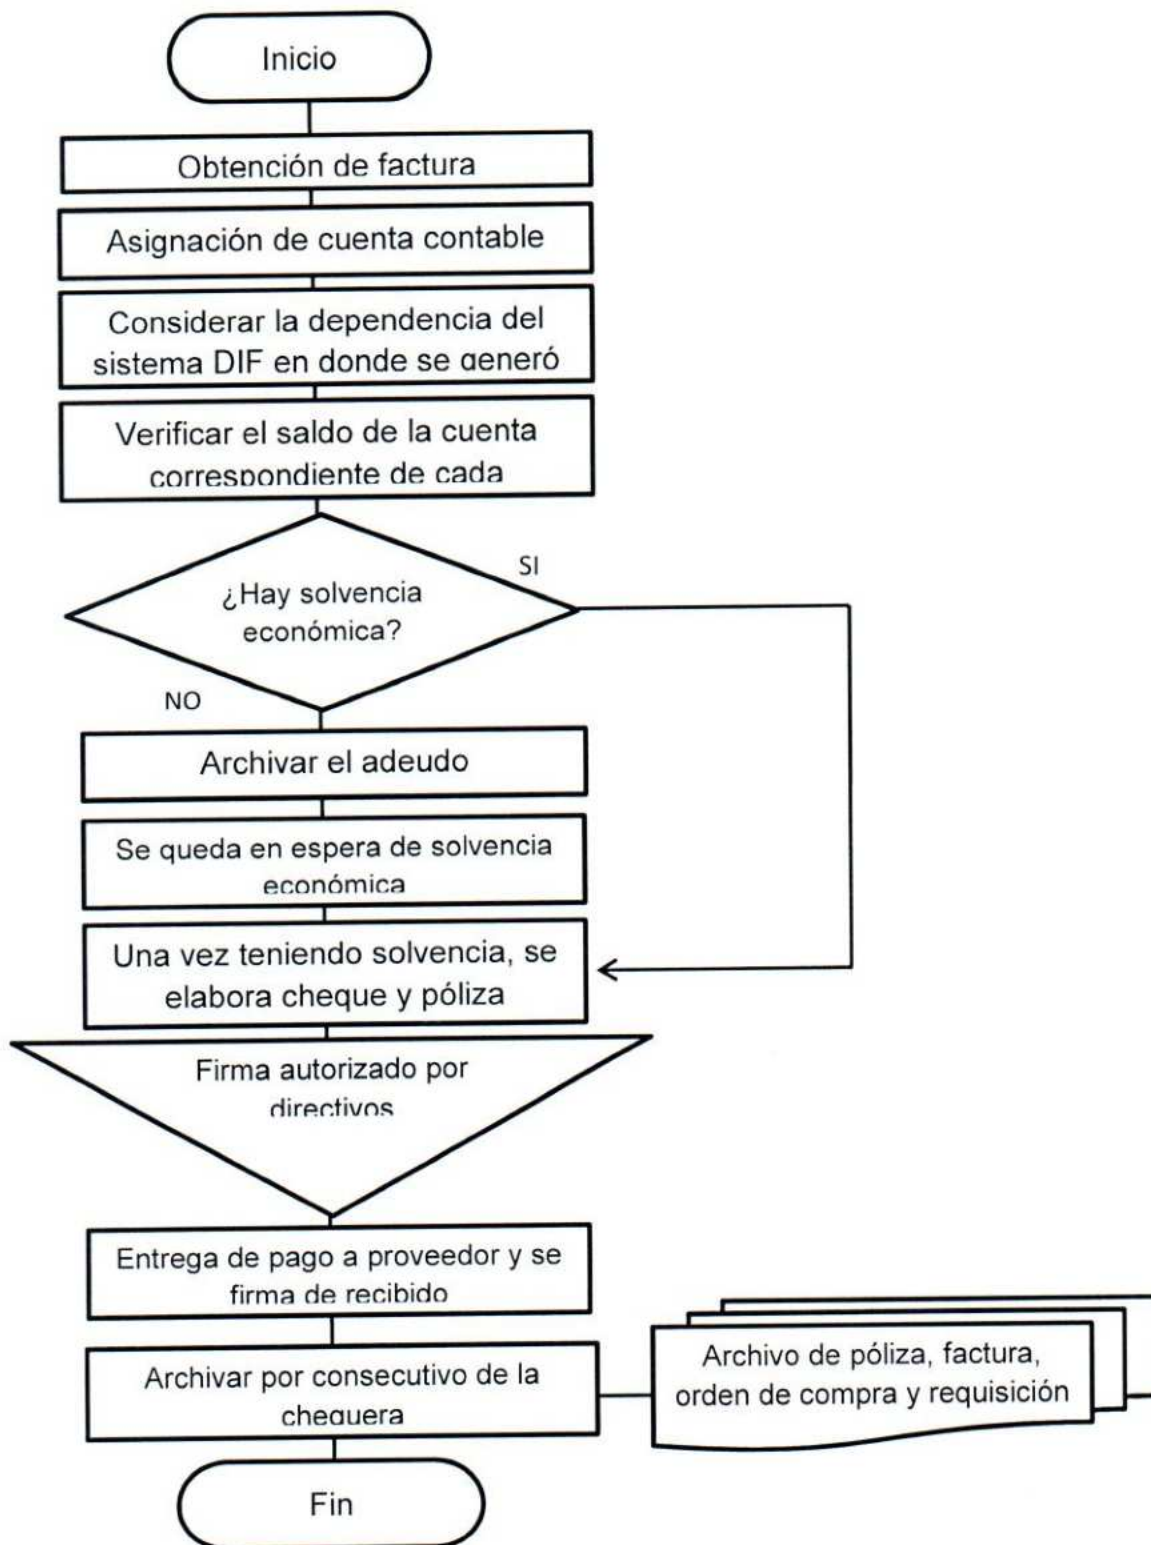 Inicio
Obtención de factura
Asignación de cuenta contable
Considerar la dependencia del
sistema DIF en donde se generó
Verificar el saldo de la cuenta
correspondiente de cada
SI
¿Hay solvencia
económica?
NO
Archivar el adeudo
Se queda en espera de solvencia
económica
Una vez teniendo solvencia, se
elabora cheque y póliza
Firma autorizado por
directivos
Entrega de pago a proveedor y se
firma de recibido
Archivar por consecutivo de la
chequera
Archivo de póliza, factura,
orden de compra y requisición
Fin